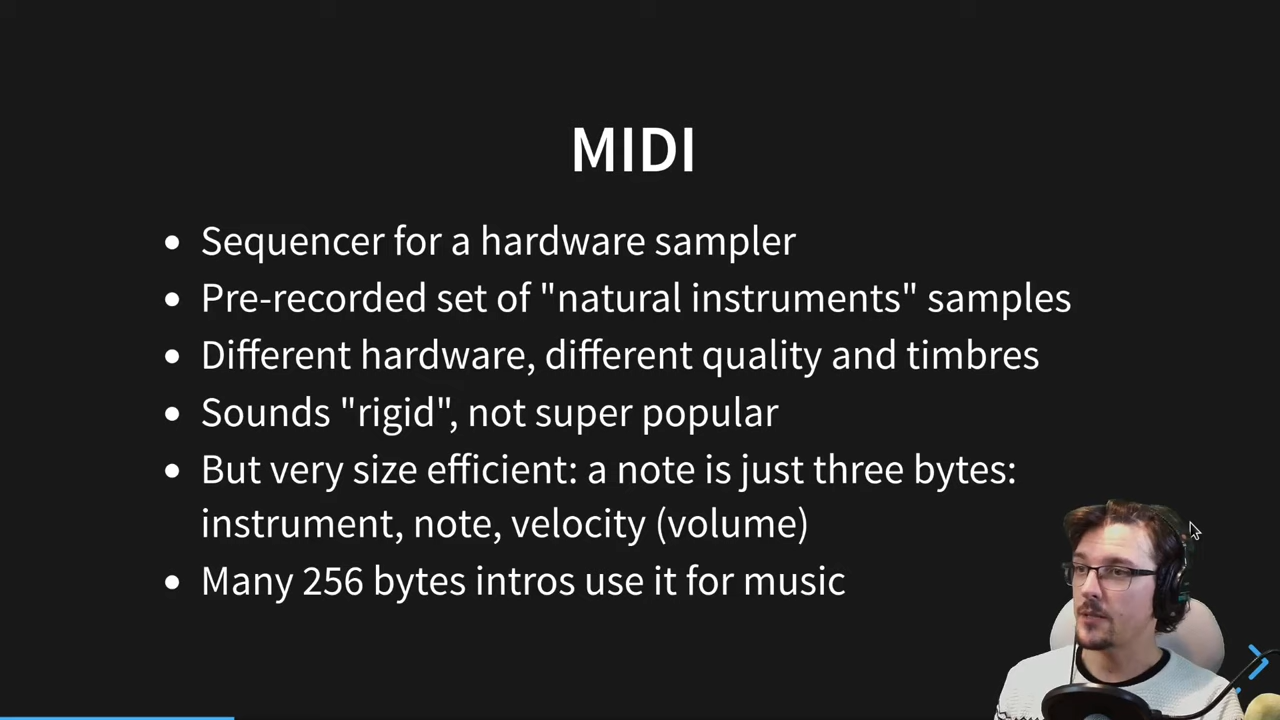 MIDI
Sequencer for a hardware sampler
Pre-recorded set of "natural instruments" samples
Different hardware, different quality and timbres
Sounds "rigid", not super popular
But very size efficient: a note is just three bytes:
instrument, note, velocity (volume)
Many 256 bytes intros use it for music